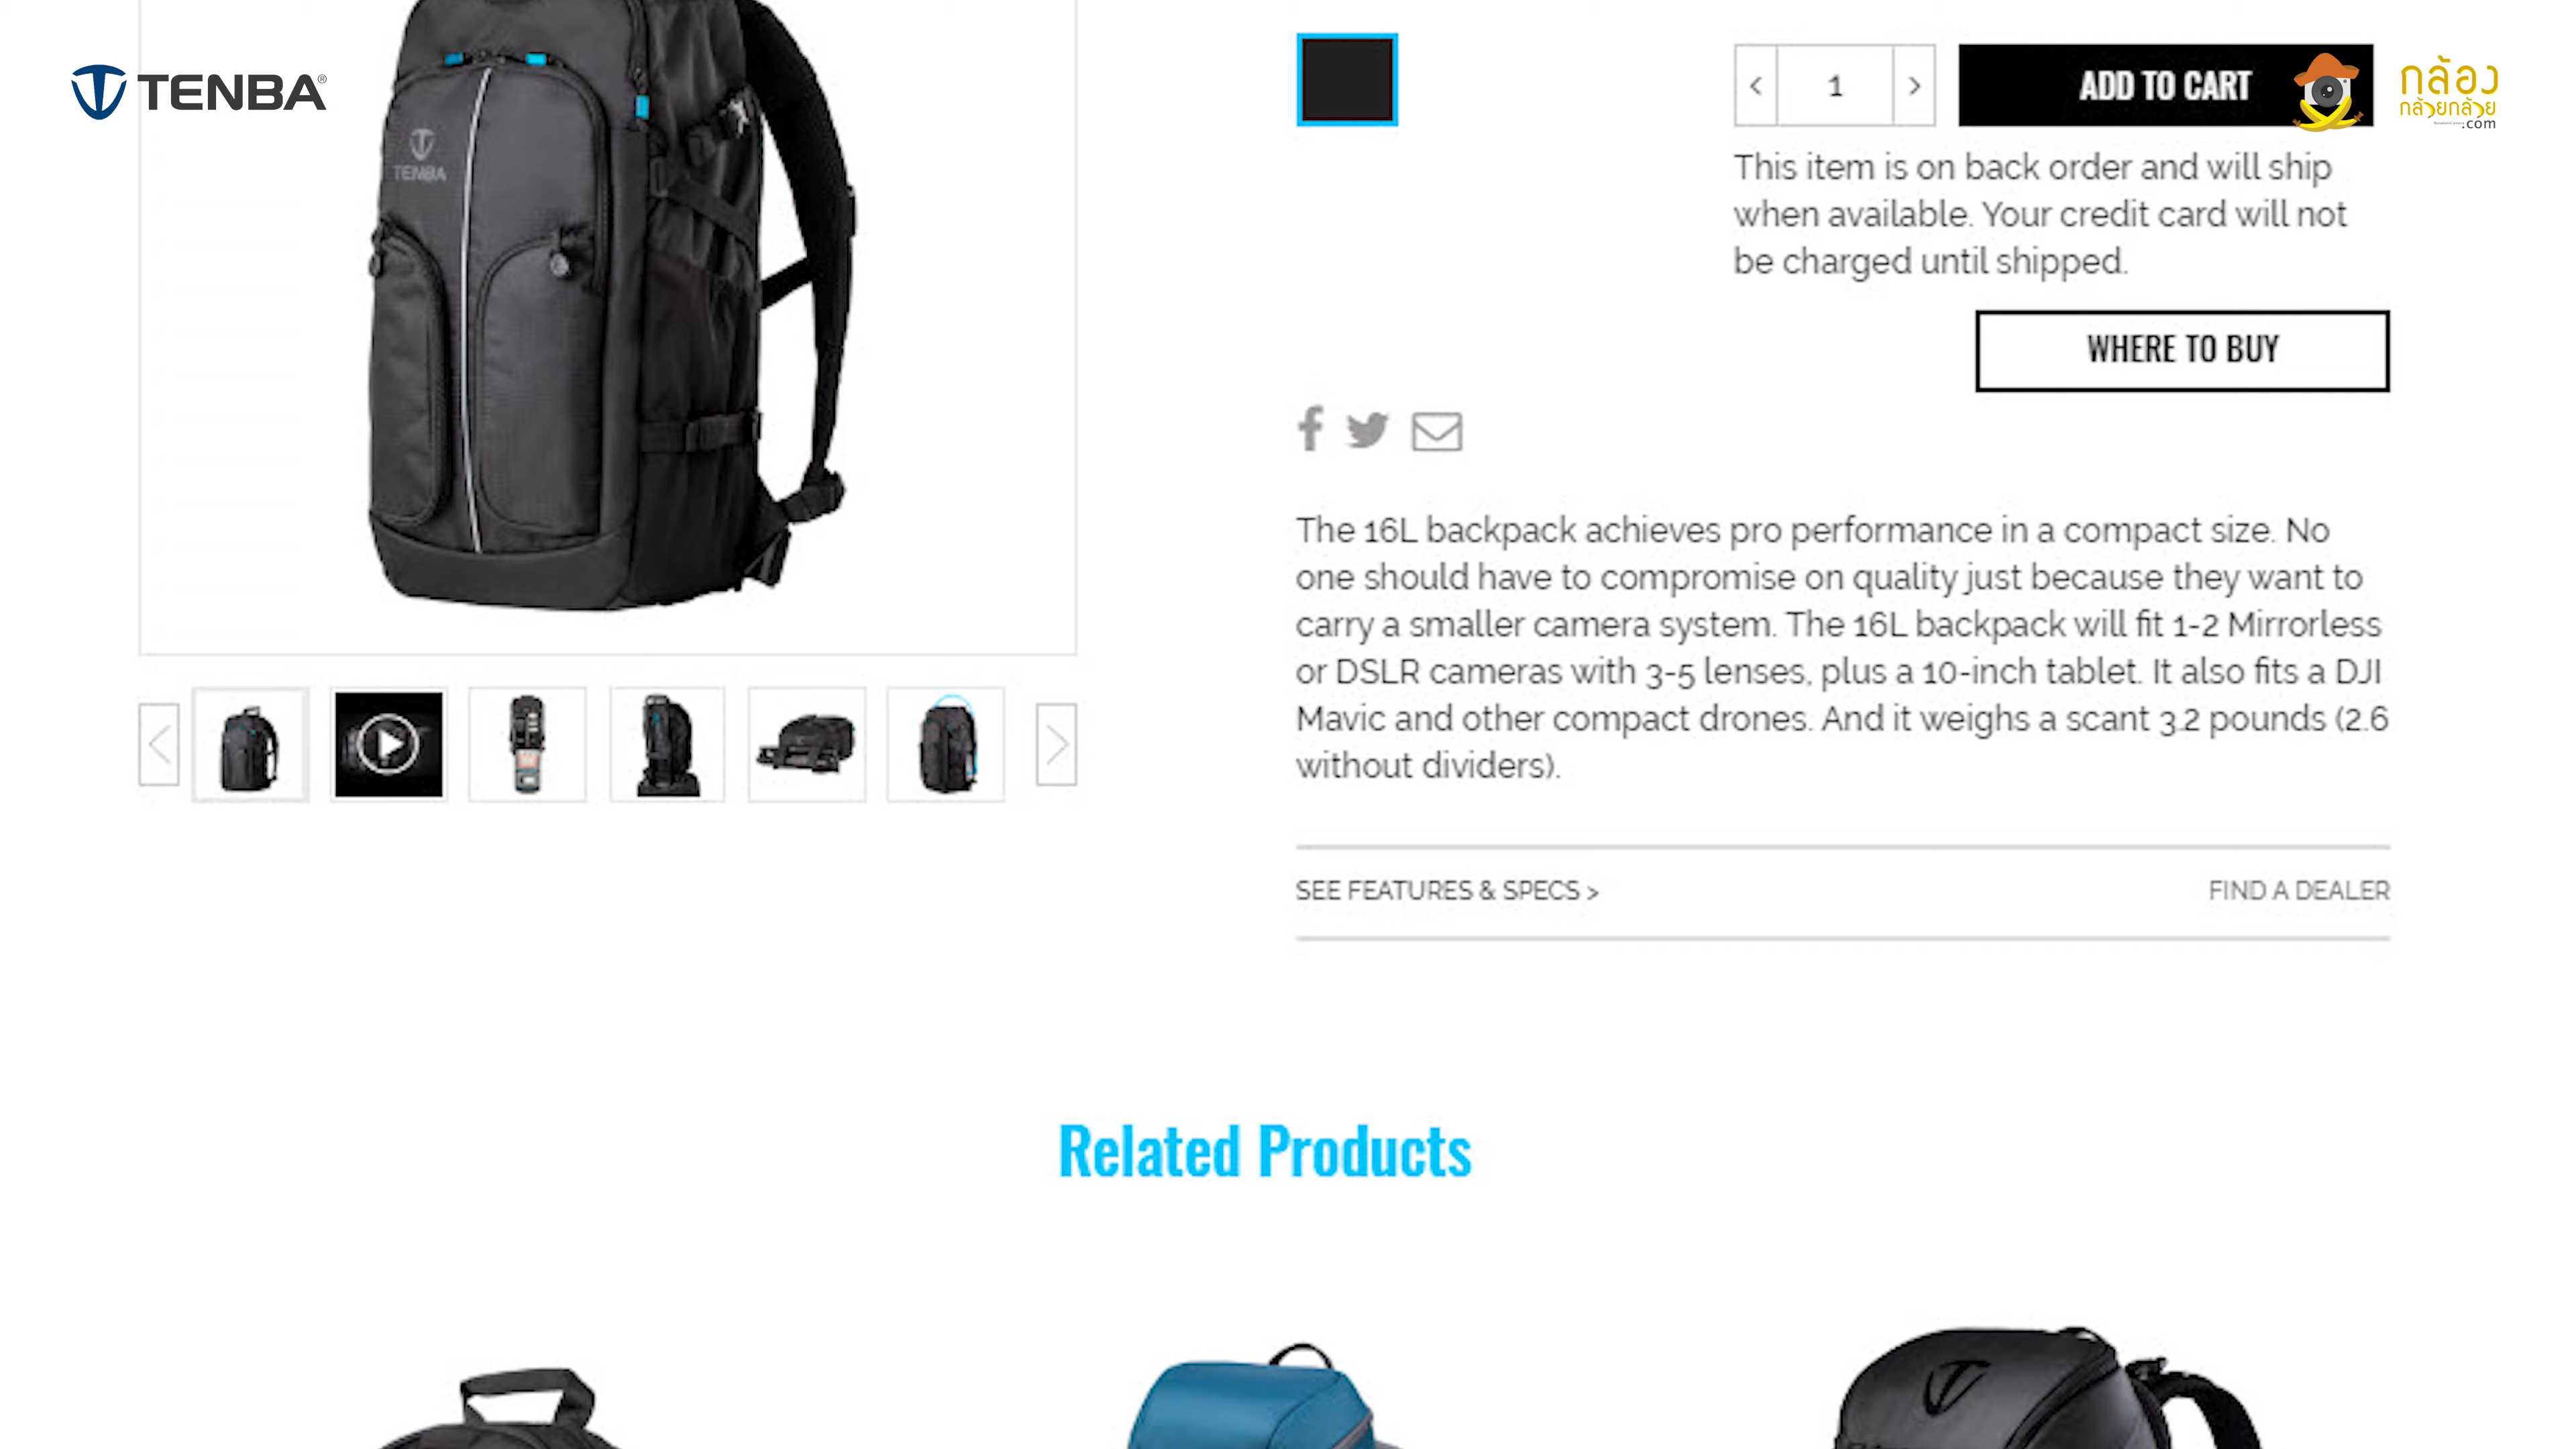 TENBA®
TENBA
1
ADD TO CART
กล้อง
กล้วยกล้วย
.com
This item is on back order and will ship
when available. Your credit card will not
be charged until shipped.
WHERE TO BUY
The 16L backpack achieves pro performance in a compact size. No
one should have to compromise on quality just because they want to
carry a smaller camera system. The 16L backpack will fit 1-2 Mirrorless
or DSLR cameras with 3-5 lenses, plus a 10-inch tablet. It also fits a DJI
Mavic and other compact drones. And it weighs a scant 3.2 pounds (2.6
without dividers).
SEE FEATURES & SPECS >
FIND A DEALER
Related Products